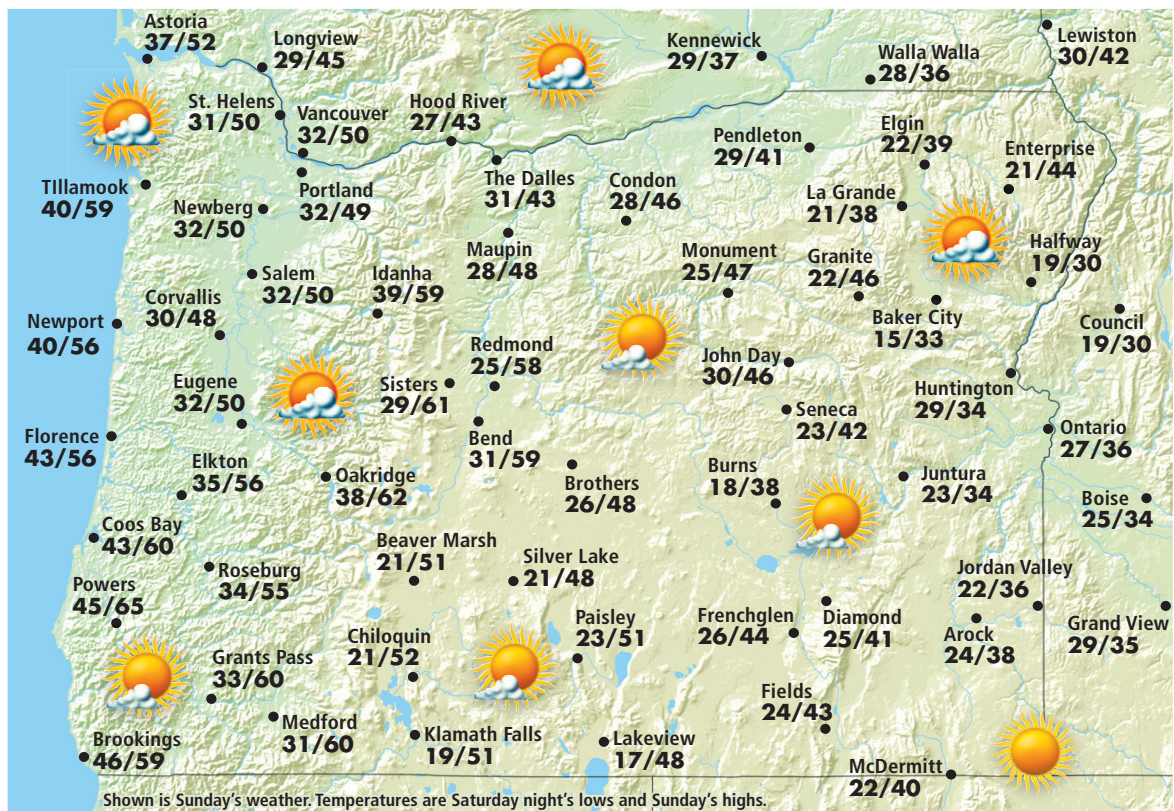 Astoria
37/52
Longview
29/45
Kennewick
29/37
Walla Walla
28/36
Lewiston
30/42
St. Helens
31/50
Vancouver
32/50
Hood River
27/43
Pendleton
29/41
Elgin
22/39
Enterprise
21/44
TIllamook
40/59
Newberg
32/50
Portland
32/49
The Dalles
31/43
Condon
28/46
La Grande
21/38
Maupin
28/48
Monument
25/47
Granite
22/46
Halfway
19/30
Salem
32/50
Idanha
39/59
Corvallis
30/48
Newport
40/56
Redmond
25/58
John Day
30/46
Baker City
15/33
Council
19/30
Eugene
32/50
Sisters
29/61
Huntington
29/34
Seneca
23/42
Florence
43/56
Bend
31/59
Ontario
27/36
Elkton
35/56
Oakridge
38/62
Brothers
26/48
Burns
18/38
Juntura
23/34
Boise
25/34
Coos Bay
43/60
Beaver Marsh
21/51
Silver Lake
21/48
Roseburg
34/55
Jordan Valley
22/36
Powers
45/65
Paisley
23/51
Frenchglen
26/44
Diamond
25/41
Grand View
29/35
Chiloquin
21/52
Arock
24/38
Grants Pass
33/60
Fields
24/43
Medford
31/60
Klamath Falls
19/51
Lakeview
17/48
Brookings
46/59
McDermitt
22/40
Shown is Sunday's weather. Temperatures are Saturday night's lows and Sunday's highs.